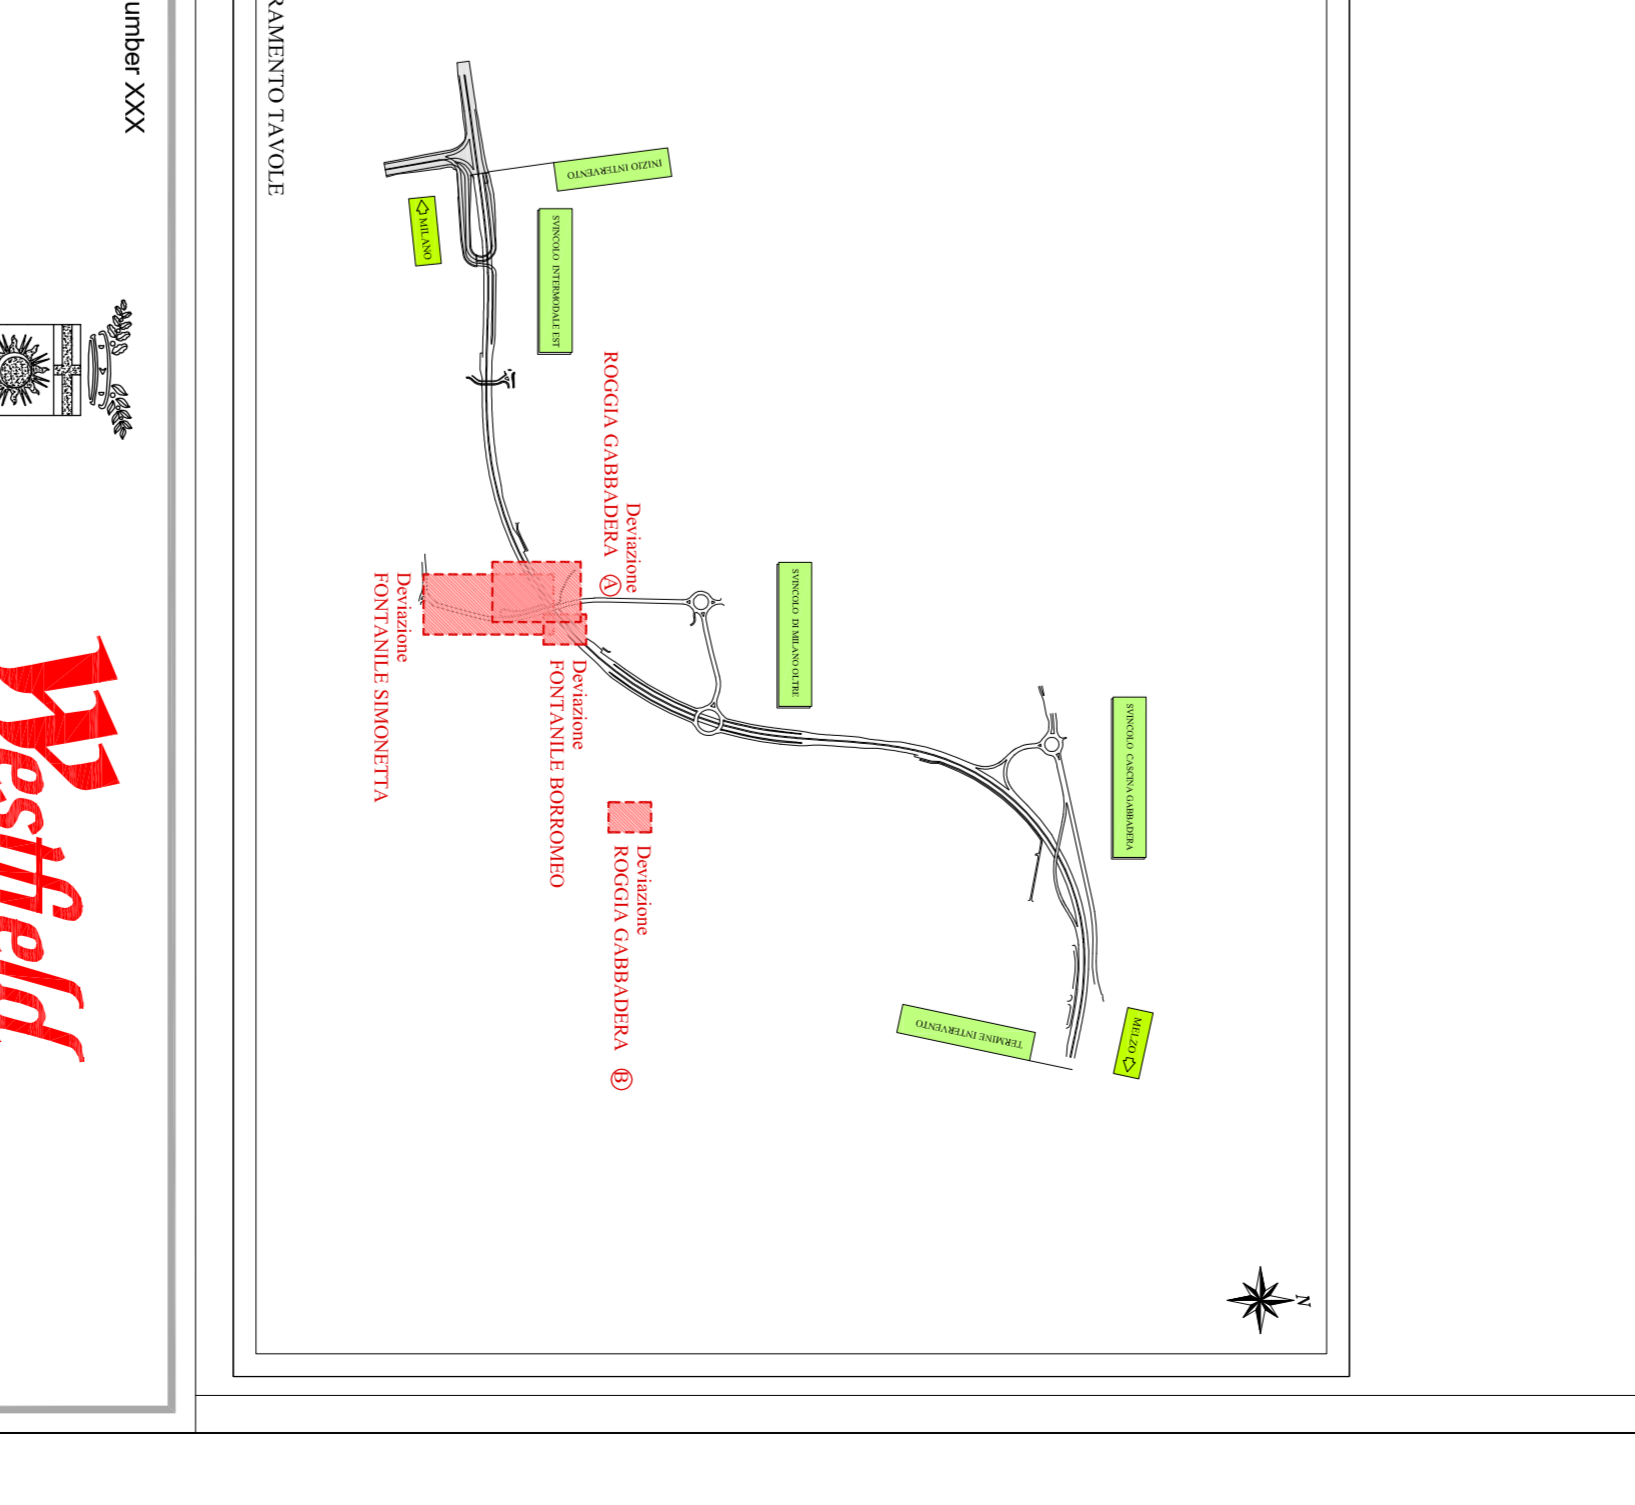 umber XXX
RAMENTO TAVOLE
INIZIO INTERVENTO
MILANO
SVINCOLO INTERMODALE EST
Deviazione
ROGGIA GABBADERA A
Deviazione
FONTANILE SIMONETTA
Deviazione
FONTANILE BORROMEO
SVINCOLO DI MILANO OLTRE
SVINCOLO CASCINA GABBADERA
Deviazione
ROGGIA GABBADERA B
TERMINE INTERVENTO
MELZO
N
Westfield